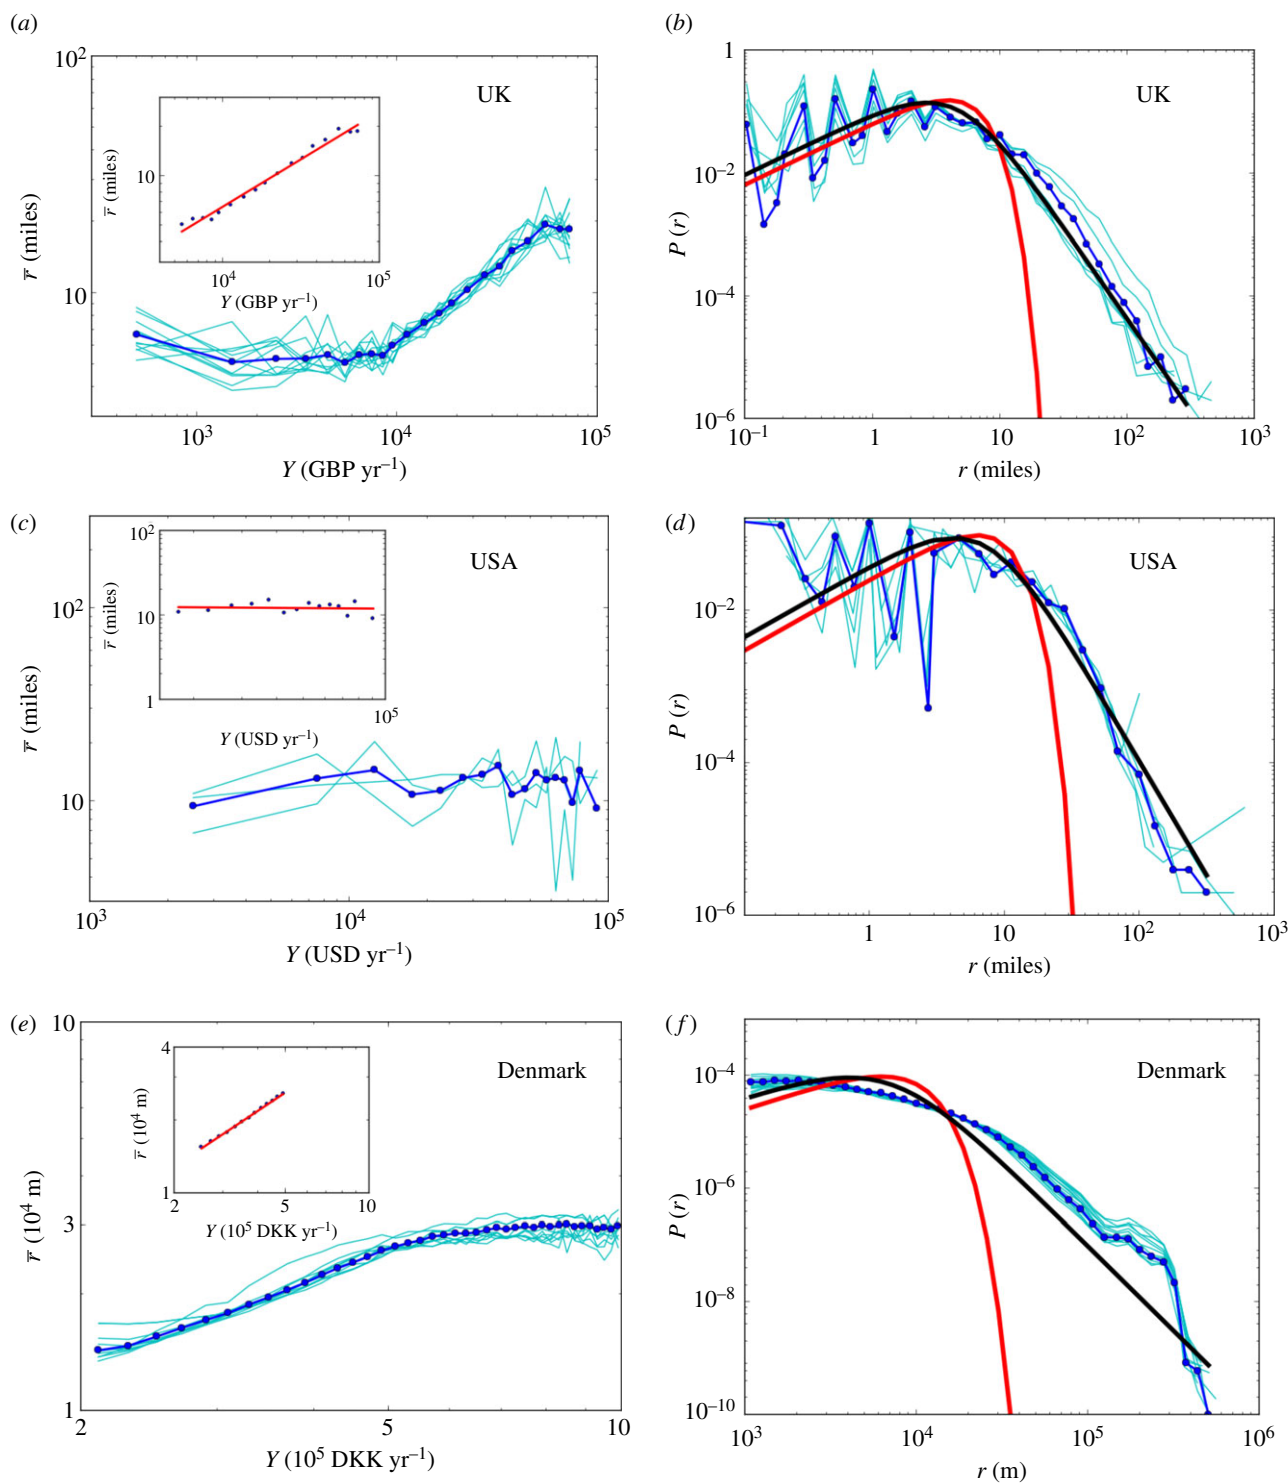 (a)
10²
UK
10
r̅ (miles)
10
r̅ (miles)
10⁴
10⁵
Y (GBP yr⁻¹)
10³
10⁴
10⁵
Y (GBP yr⁻¹)
(b)
1
UK
10⁻²
P (r)
10⁻⁴
10⁻⁶
10⁻¹
1
10
10²
10³
r (miles)
(c)
10²
USA
10
r̅ (miles)
1
10⁵
Y (USD yr⁻¹)
10²
r̅ (miles)
10
10³
10⁴
10⁵
Y (USD yr⁻¹)
(d)
USA
10⁻²
P (r)
10⁻⁴
10⁻⁶
1
10
10²
10³
r (miles)
(e)
10
4
Denmark
r̅ (10⁴ m)
1
2
5
10
Y (10⁵ DKK yr⁻¹)
3
r̅ (10⁴ m)
1
2
5
10
Y (10⁵ DKK yr⁻¹)
(f)
10⁻⁴
Denmark
10⁻⁶
P (r)
10⁻⁸
10⁻¹⁰
10³
10⁴
10⁵
10⁶
r (m)